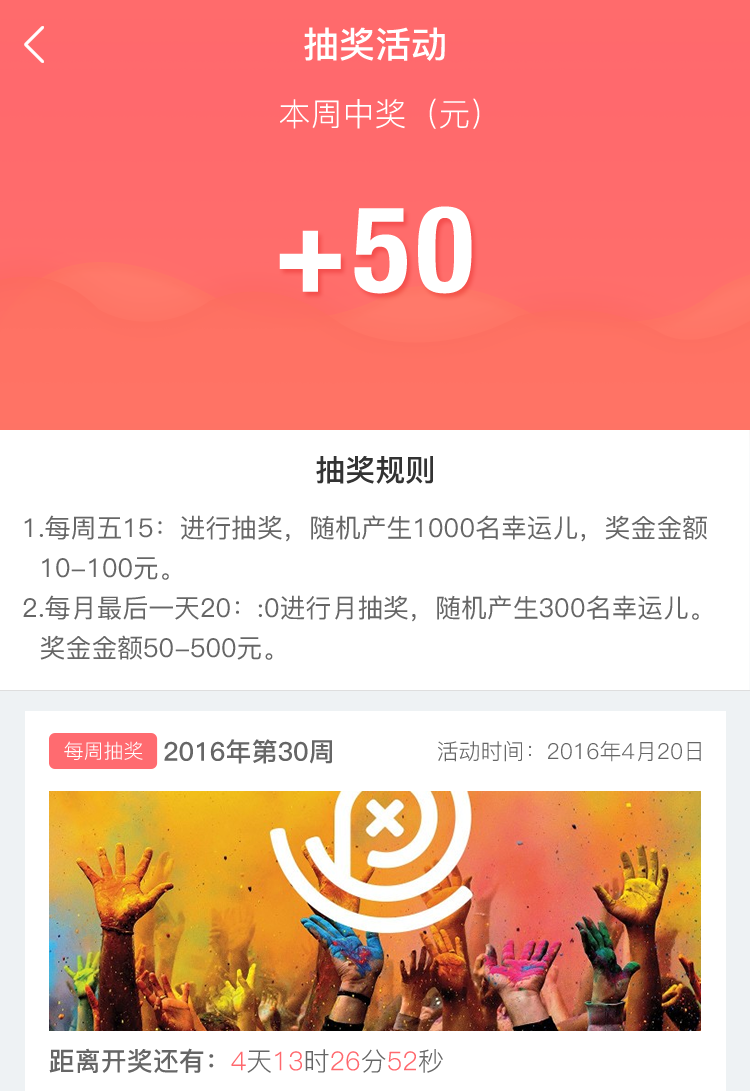 抽奖活动
本周中奖（元）
+50
抽奖规则
1.每周五15：进行抽奖，随机产生1000名幸运儿，奖金金额
10–100元。
2.每月最后一天20：:0进行月抽奖，随机产生300名幸运儿。
奖金金额50–500元。
每周抽奖 2016年第30周 活动时间：2016年4月20日
距离开奖还有：4天13时26分52秒